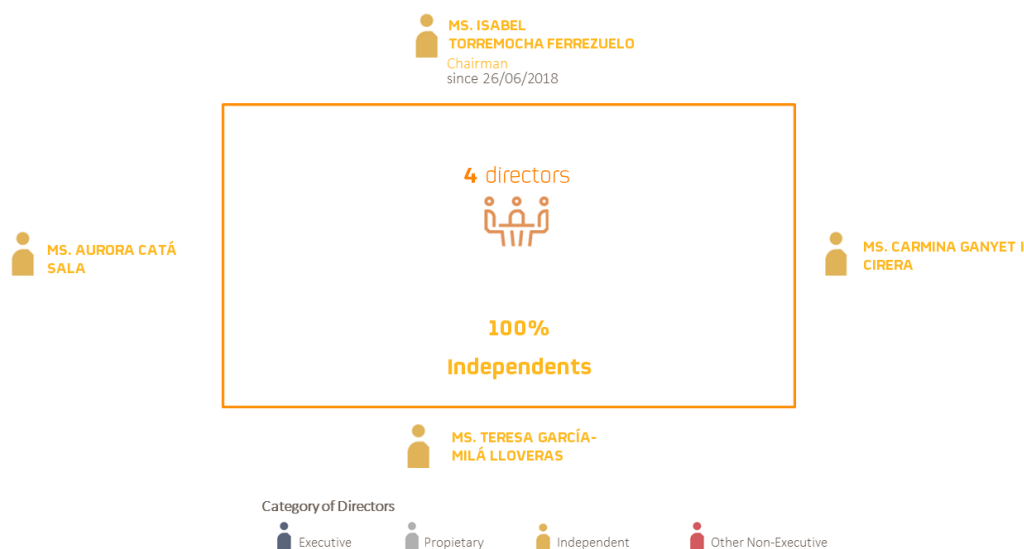 MS. ISABEL
TORREMOCHA FERREZUELO
Chairman
since 26/06/2018
4 directors
MS. AURORA CATÁ
SALA
MS. CARMINA GANYET I
CIRERA
100%
Independents
MS. TERESA GARCÍA-
MILÁ LLOVERAS
Category of Directors
Executive
Propietary
Independent
Other Non-Executive